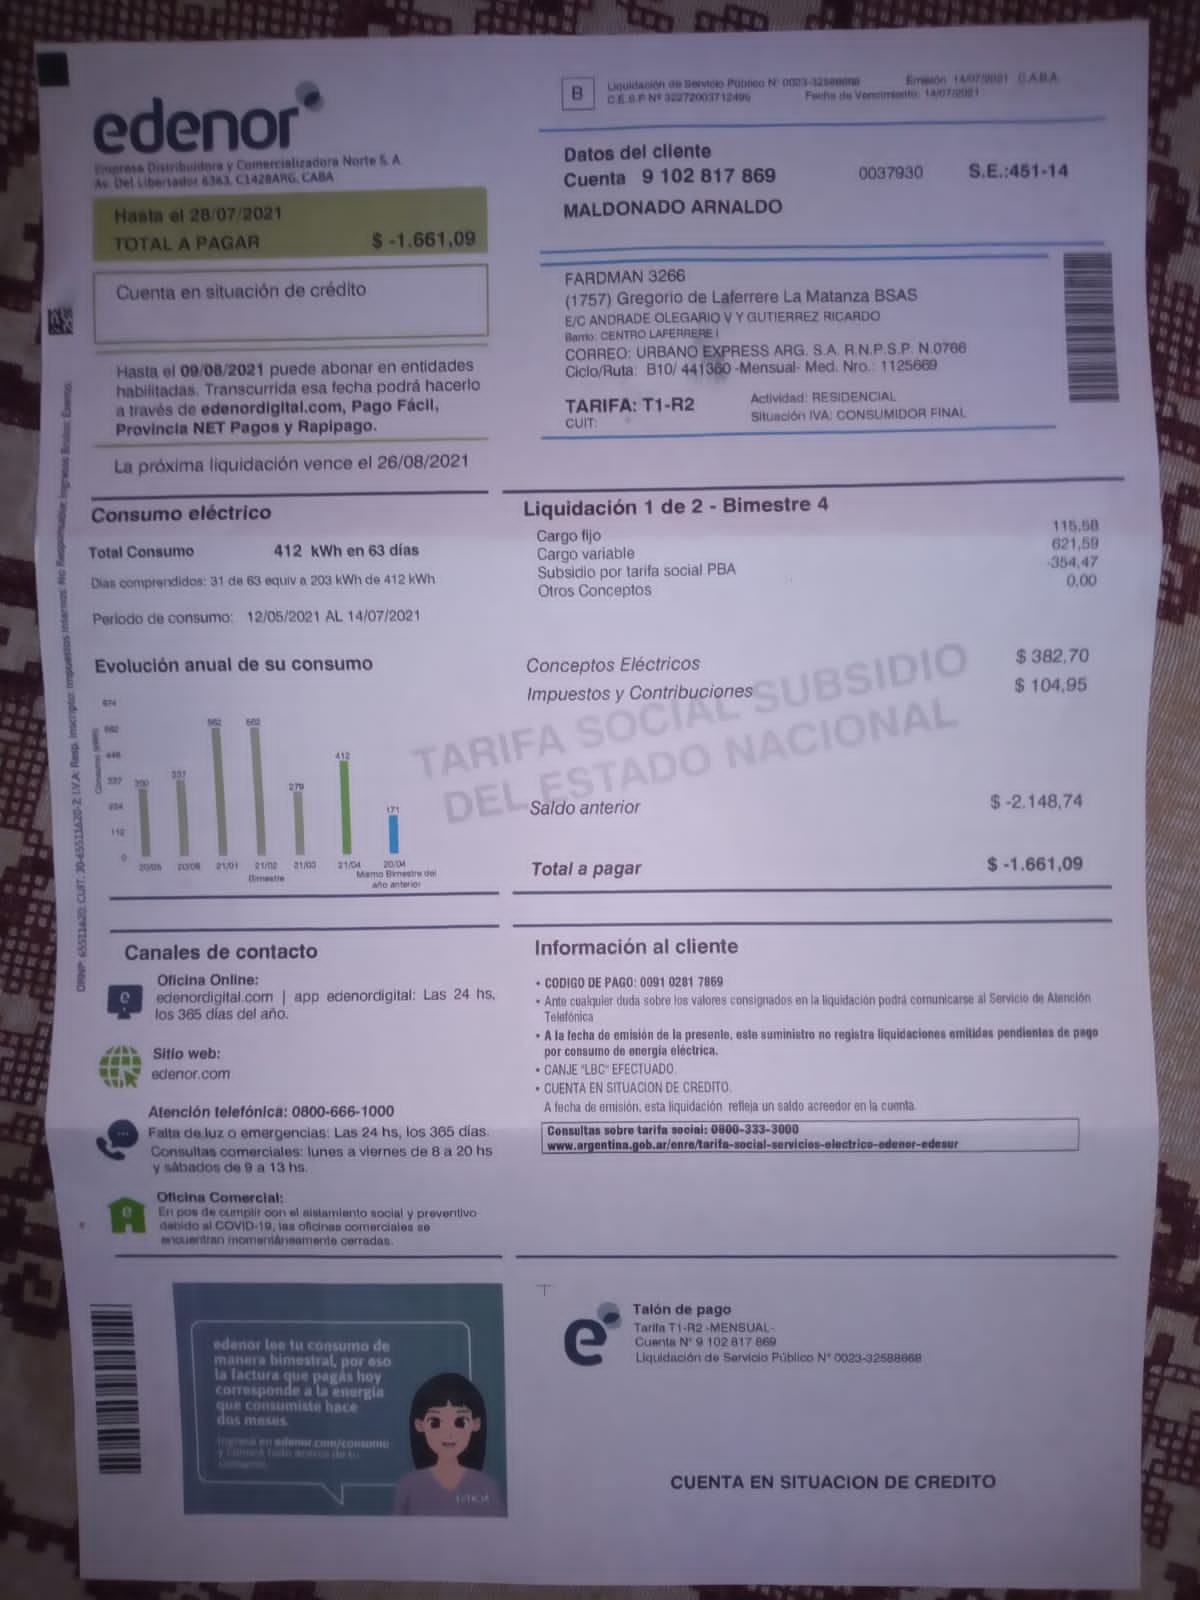 edenor
Empresa Distribuidora y Comercializadora Norte S. A.
Av. Del Libertador 6363, C1428ARG, CABA
Hasta el 28/07/2021
TOTAL A PAGAR $ -1.661,09
Cuenta en situación de crédito
Hasta el 09/08/2021 puede abonar en entidades
habilitadas. Transcurrida esa fecha podrá hacerlo
a través de edenordigital.com, Pago Fácil,
Provincia NET Pagos y Rapipago.
La próxima liquidación vence el 26/08/2021
B
Liquidación de Servicio Público N° 0023-32588868 Emisión 14/07/2021 C.A.B.A.
C.E.S.P Nº 32272003712496 Fecha de Vencimiento: 14/07/2021
Datos del cliente
Cuenta 9 102 817 869 0037930 S.E.:451-14
MALDONADO ARNALDO
FARDMAN 3266
(1757) Gregorio de Laferrere La Matanza BSAS
E/C ANDRADE OLEGARIO V Y GUTIERREZ RICARDO
Barrio: CENTRO LAFERRERE I
CORREO: URBANO EXPRESS ARG. S.A. R.N.P.S.P. N.0766
Ciclo/Ruta: B10/ 441360 -Mensual- Med. Nro.: 1125669
TARIFA: T1-R2 Actividad: RESIDENCIAL
CUIT: Situación IVA: CONSUMIDOR FINAL
Consumo eléctrico
Total Consumo 412 kWh en 63 días
Dias comprendidos: 31 de 63 equiv a 203 kWh de 412 kWh
Periodo de consumo: 12/05/2021 AL 14/07/2021
Evolución anual de su consumo
674
562
449
337
224
112
0
337
562
562
279
412
171
20/05 20/06 21/01 21/02 21/03 21/04 20/04
Bimestre
Mismo Bimestre del
año anterior
Liquidación 1 de 2 - Bimestre 4
Cargo fijo 115,58
Cargo variable 621,59
Subsidio por tarifa social PBA -354,47
Otros Conceptos 0,00
Conceptos Eléctricos $ 382,70
Impuestos y Contribuciones $ 104,95
TARIFA SOCIAL SUBSIDIO
DEL ESTADO NACIONAL
Saldo anterior $ -2.148,74
Total a pagar $ -1.661,09
Canales de contacto
Oficina Online:
edenordigital.com | app edenordigital: Las 24 hs,
los 365 días del año.
Sitio web:
edenor.com
Atención telefónica: 0800-666-1000
Falta de luz o emergencias: Las 24 hs, los 365 días.
Consultas comerciales: lunes a viernes de 8 a 20 hs
y sábados de 9 a 13 hs.
Oficina Comercial:
En pos de cumplir con el aislamiento social y preventivo
debido al COVID-19, las oficinas comerciales se
encuentran momentáneamente cerradas.
Información al cliente
• CODIGO DE PAGO: 0091 0281 7869
• Ante cualquier duda sobre los valores consignados en la liquidación podrá comunicarse al Servicio de Atención
Telefónica
• A la fecha de emisión de la presente, este suministro no registra liquidaciones emitidas pendientes de pago
por consumo de energía eléctrica.
• CANJE "LBC" EFECTUADO.
• CUENTA EN SITUACION DE CREDITO.
A fecha de emisión, esta liquidación refleja un saldo acreedor en la cuenta.
Consultas sobre tarifa social: 0800-333-3000
www.argentina.gob.ar/enre/tarifa-social-servicios-electrico-edenor-edesur
edenor lee tu consumo de
manera bimestral, por eso
la factura que pagás hoy
corresponde a la energía
que consumiste hace
dos meses.
Ingresá en edenor.com/consumo
e
Talón de pago
Tarifa T1-R2 -MENSUAL-
Cuenta N° 9 102 817 869
Liquidación de Servicio Público N° 0023-32588868
CUENTA EN SITUACION DE CREDITO